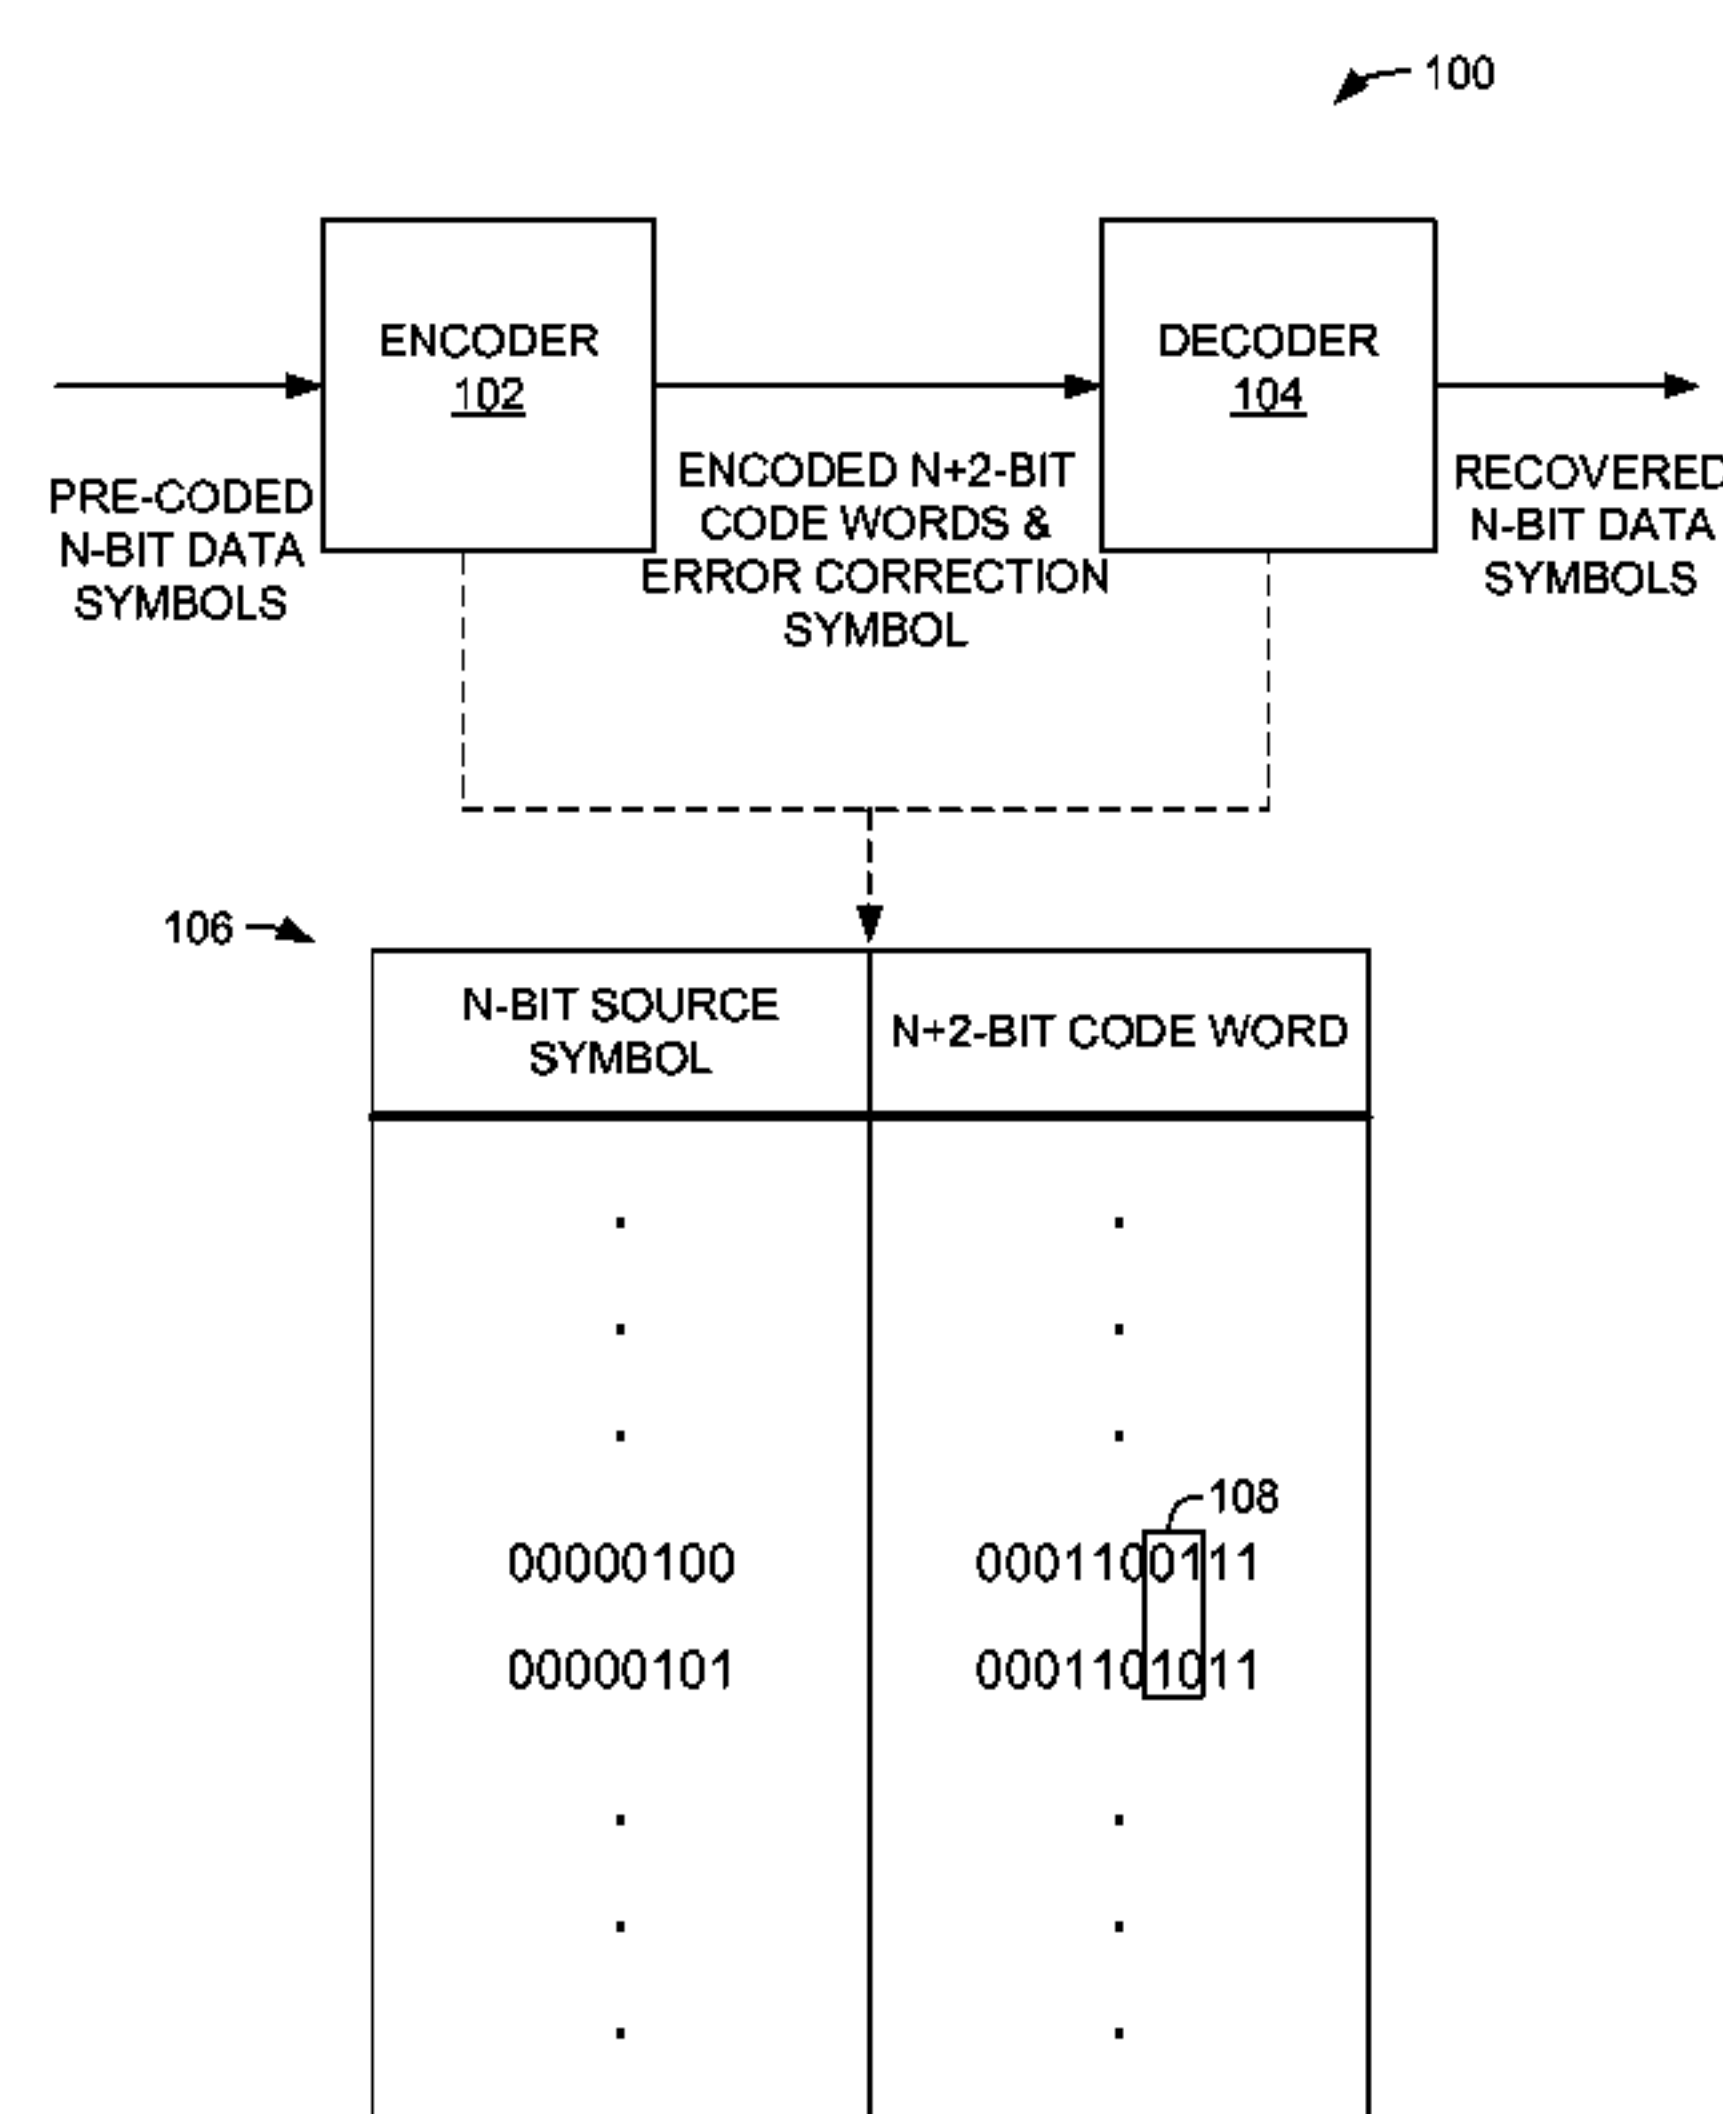 100
ENCODER
102
DECODER
104
PRE-CODED
N-BIT DATA
SYMBOLS
ENCODED N+2-BIT
CODE WORDS &
ERROR CORRECTION
SYMBOL
RECOVERED
N-BIT DATA
SYMBOLS
106
N-BIT SOURCE
SYMBOL
N+2-BIT CODE WORD
.
.
.
.
.
.
108
00000100
0001100111
00000101
0001101011
.
.
.
.
.
.